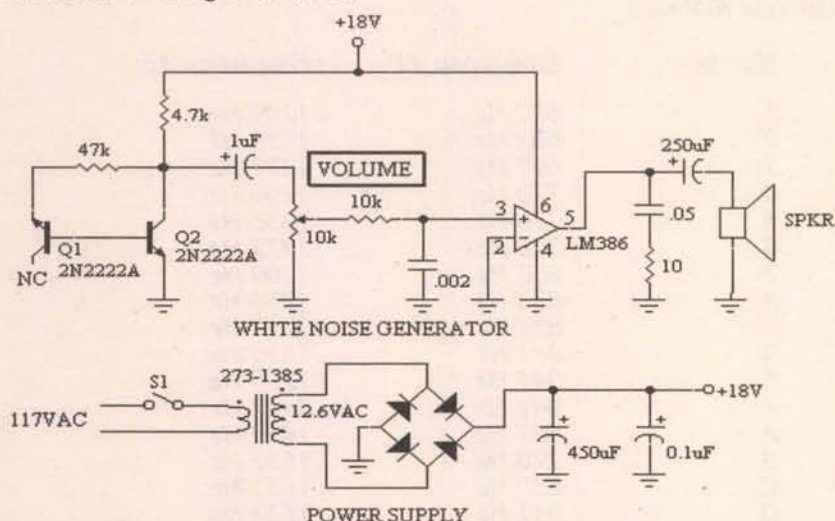 +18V
4.7k
47k
1uF
VOLUME
10k
10k
Q1
2N2222A
NC
Q2
2N2222A
.002
3
2
6
5
4
LM386
250uF
.05
10
SPKR
WHITE NOISE GENERATOR
S1
117VAC
273-1385
12.6VAC
+18V
450uF
0.1uF
POWER SUPPLY